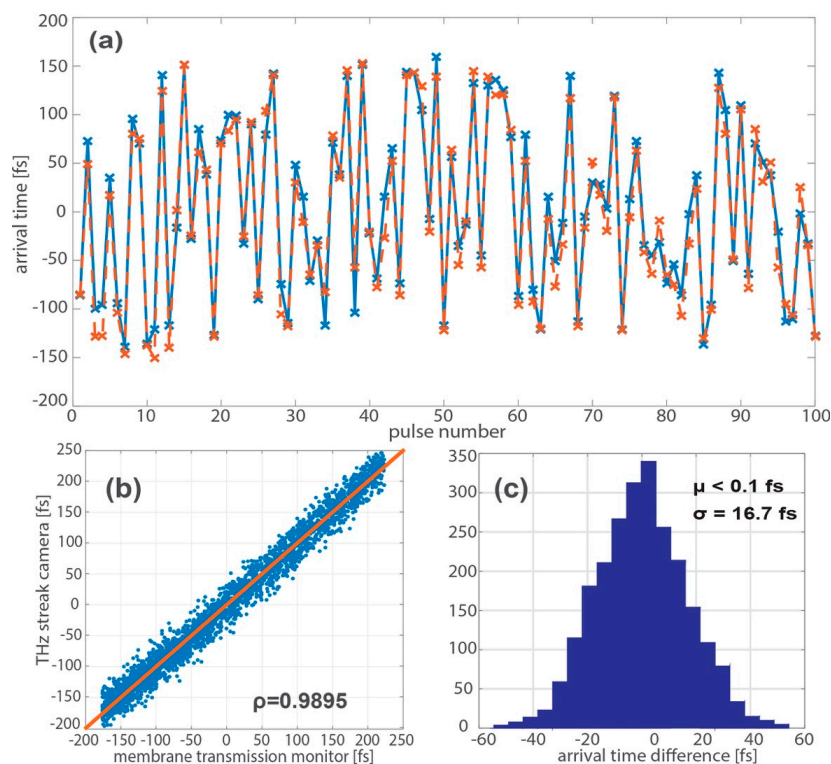 (a)
arrival time [fs]
200
150
100
50
0
-50
-100
-150
-200
0 10 20 30 40 50 60 70 80 90 100
pulse number
(b)
THz streak camera [fs]
250
200
150
100
50
0
-50
-100
-150
-200
ρ=0.9895
-200 -150 -100 -50 0 50 100 150 200 250
membrane transmission monitor [fs]
(c)
μ < 0.1 fs
σ = 16.7 fs
350
300
250
200
150
100
50
0
-60 -40 -20 0 20 40 60
arrival time difference [fs]